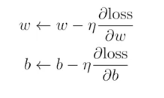 w ← w − η ∂loss/∂w
b ← b − η ∂loss/∂b